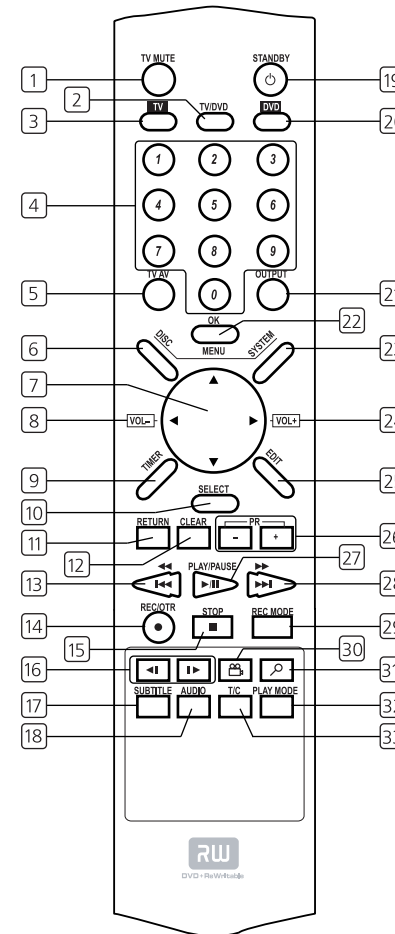 TV MUTE STANDBY
1 19
2 TV TV/DVD DVD
3 20
1 2 3
4 4 5 6
7 8 9
TV AV 0 OUTPUT
5 21
OK 22
6 DISC MENU SYSTEM 23
7
8 VOL– VOL+ 24
9 TIMER EDIT 25
10 SELECT
RETURN CLEAR – PR + 26
11 12 27
13 PLAY/PAUSE 28
14 REC/OTR STOP REC MODE 29
15 30
16 31
17 SUBTITLE AUDIO T/C PLAY MODE 32
18 33
RW
DVD+ReWritable